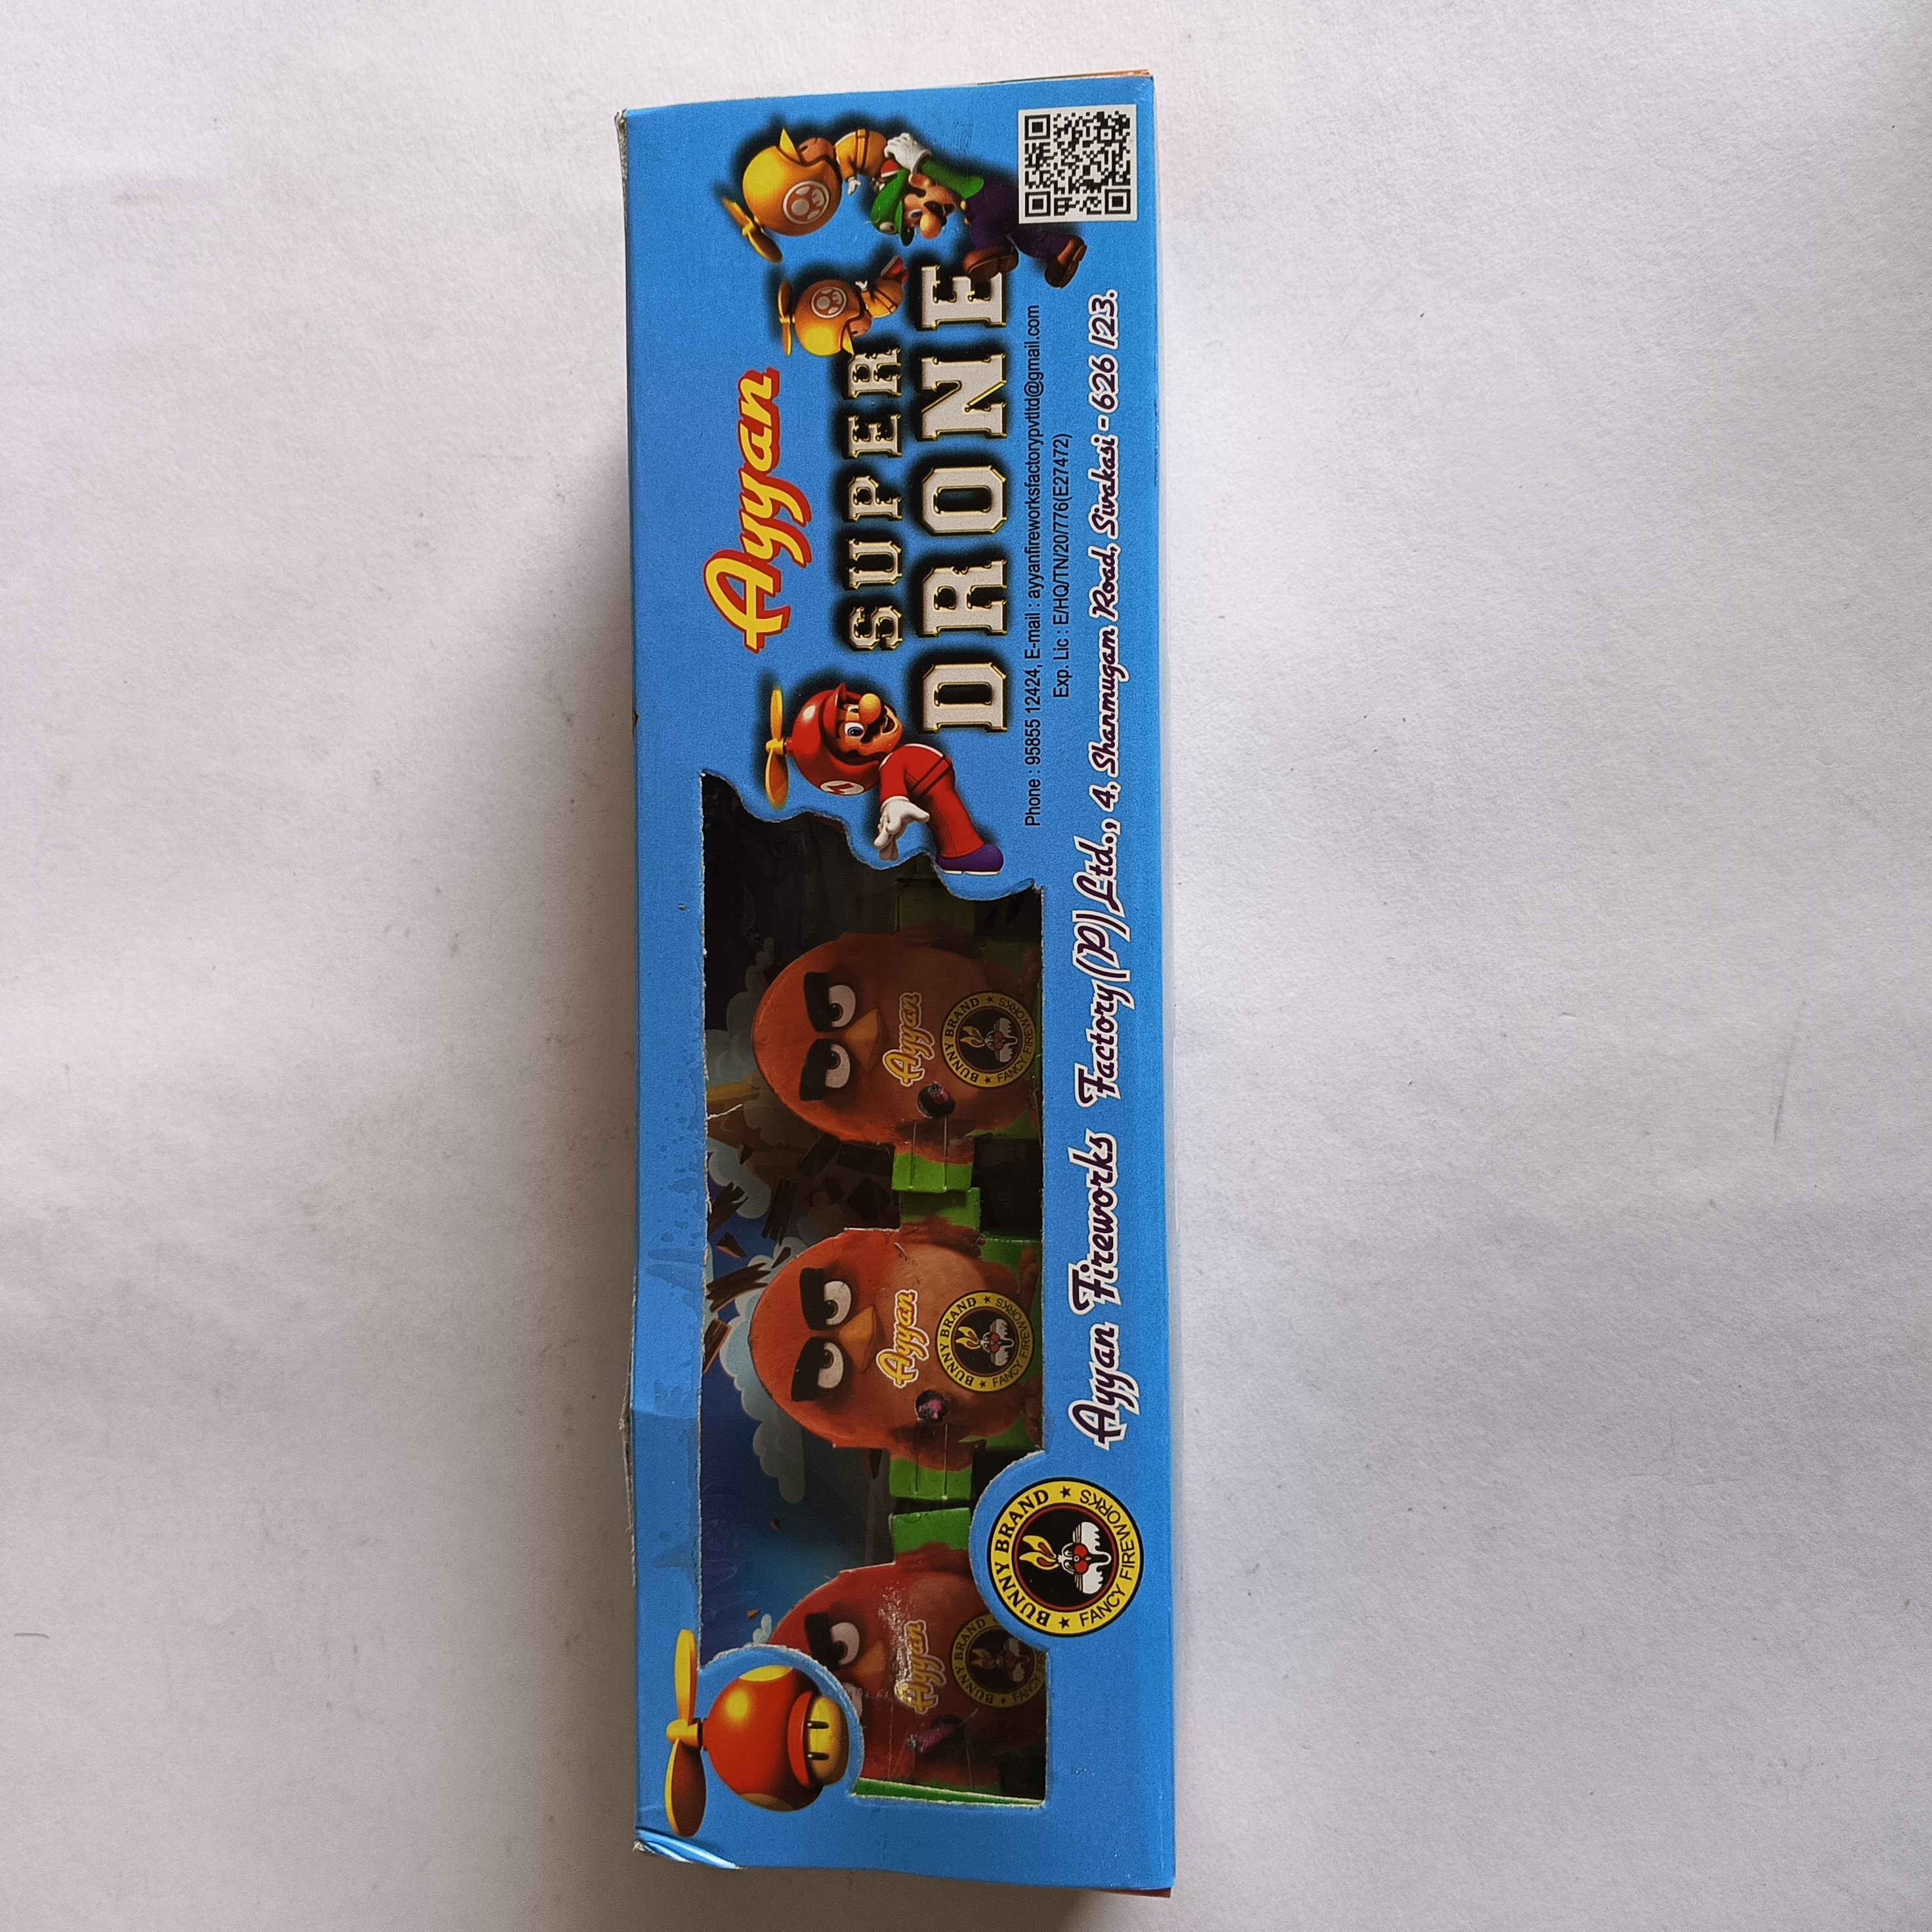 Ayyan
SUPER
DRONE
Phone : 95855 12424, E-mail : ayyanfireworksfactorypvtltd@gmail.com
Exp. Lic : E/HQ/TN/20/776(E27472)
Ayyan Fireworks Factory (P) Ltd., 4, Shanmugam Road, Sivakasi - 626 123.
BUNNY BRAND
FANCY FIREWORKS
Ayyan
BUNNY BRAND
Ayyan
BUNNY BRAND
FANCY FIREWORKS
Ayyan
BUNNY BRAND
FANCY FIREWORKS
M